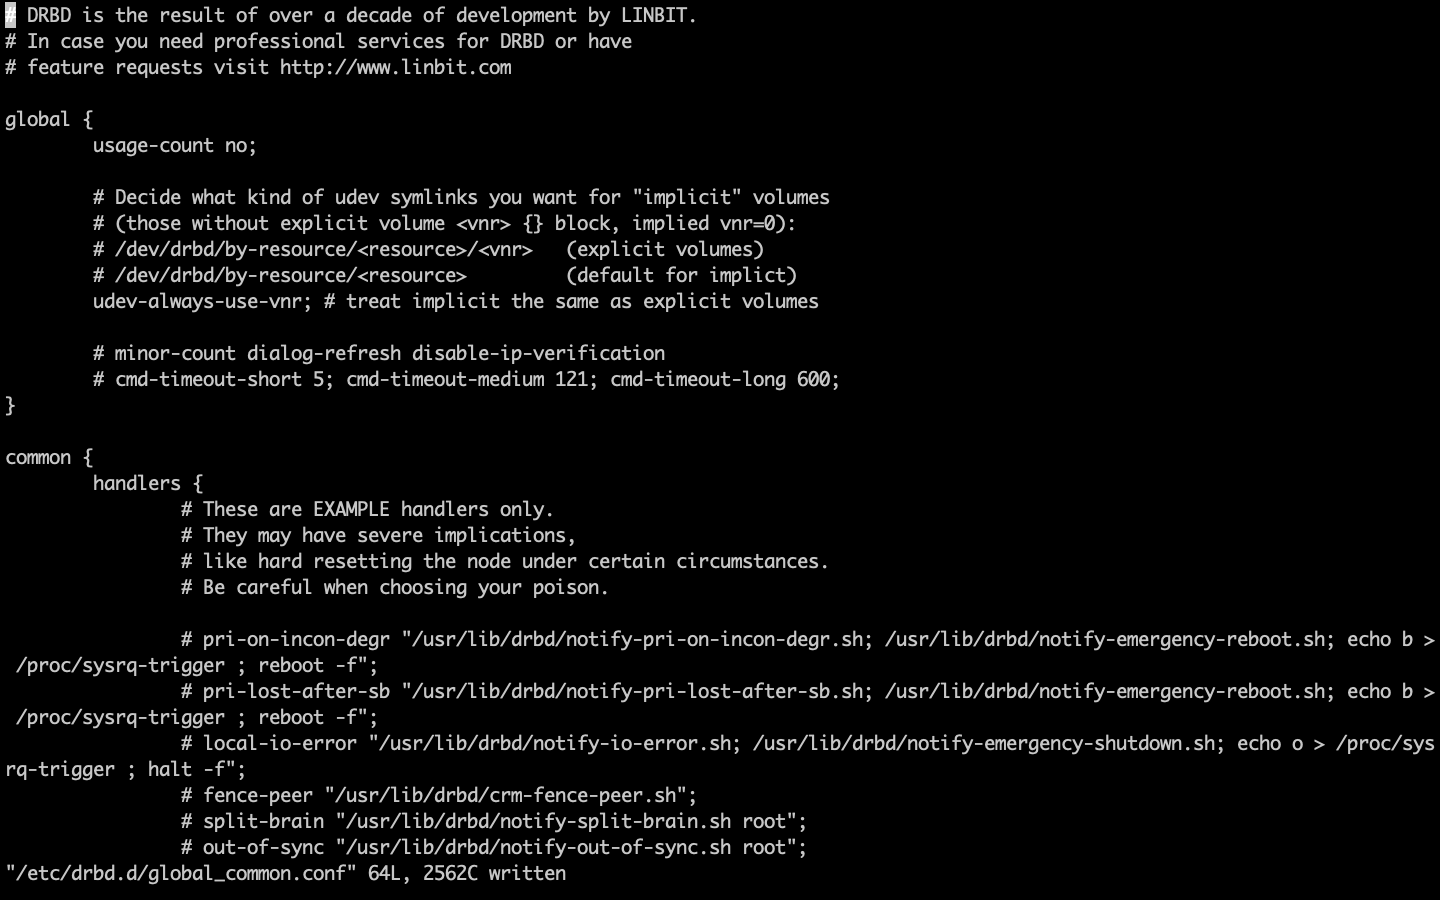 # DRBD is the result of over a decade of development by LINBIT.
# In case you need professional services for DRBD or have
# feature requests visit http://www.linbit.com
global {
usage-count no;
# Decide what kind of udev symlinks you want for "implicit" volumes
# (those without explicit volume <vnr> {} block, implied vnr=0):
# /dev/drbd/by-resource/<resource>/<vnr>   (explicit volumes)
# /dev/drbd/by-resource/<resource>         (default for implict)
udev-always-use-vnr; # treat implicit the same as explicit volumes
# minor-count dialog-refresh disable-ip-verification
# cmd-timeout-short 5; cmd-timeout-medium 121; cmd-timeout-long 600;
}
common {
handlers {
# These are EXAMPLE handlers only.
# They may have severe implications,
# like hard resetting the node under certain circumstances.
# Be careful when choosing your poison.
# pri-on-incon-degr "/usr/lib/drbd/notify-pri-on-incon-degr.sh; /usr/lib/drbd/notify-emergency-reboot.sh; echo b >
/proc/sysrq-trigger ; reboot -f";
# pri-lost-after-sb "/usr/lib/drbd/notify-pri-lost-after-sb.sh; /usr/lib/drbd/notify-emergency-reboot.sh; echo b >
/proc/sysrq-trigger ; reboot -f";
# local-io-error "/usr/lib/drbd/notify-io-error.sh; /usr/lib/drbd/notify-emergency-shutdown.sh; echo o > /proc/sys
rq-trigger ; halt -f";
# fence-peer "/usr/lib/drbd/crm-fence-peer.sh";
# split-brain "/usr/lib/drbd/notify-split-brain.sh root";
# out-of-sync "/usr/lib/drbd/notify-out-of-sync.sh root";
"/etc/drbd.d/global_common.conf" 64L, 2562C written